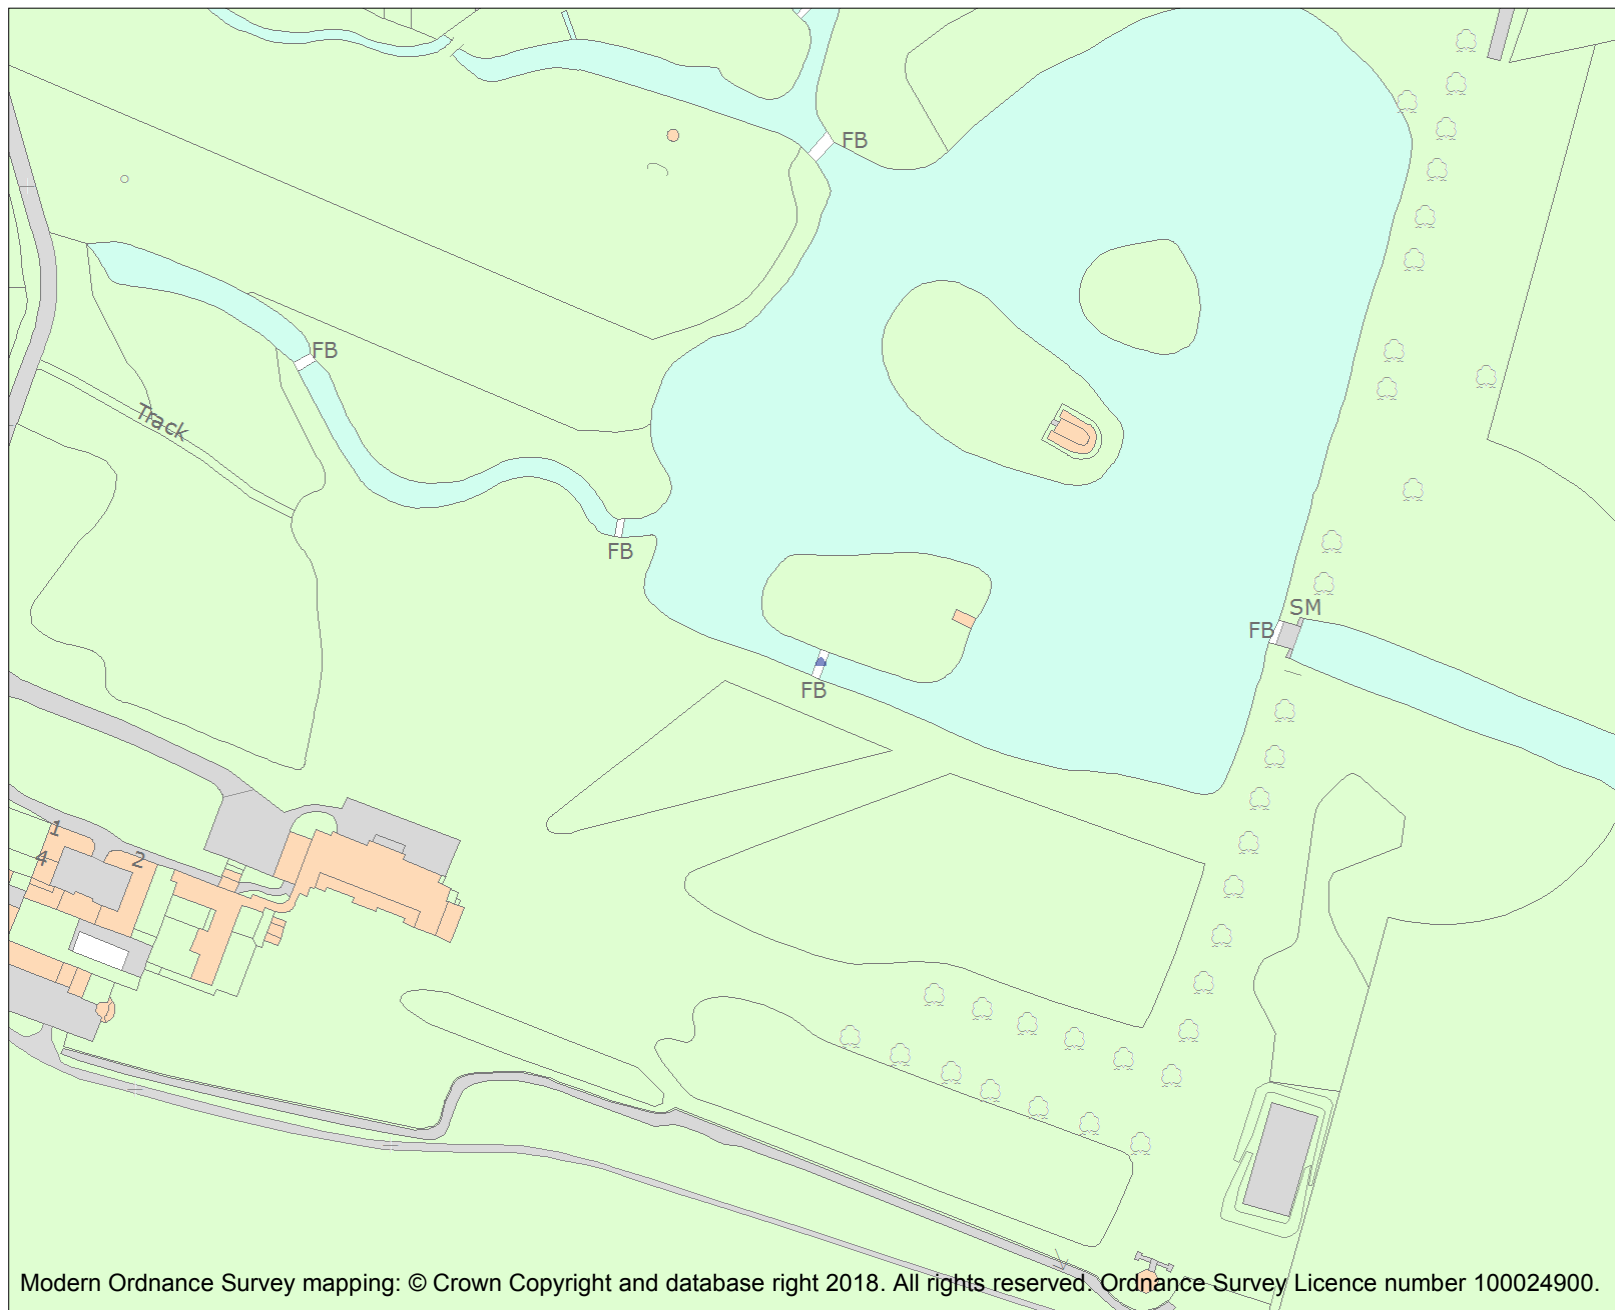 FB
FB
Track
FB
SM
FB
FB
1
4
2
Modern Ordnance Survey mapping: © Crown Copyright and database right 2018. All rights reserved. Ordnance Survey Licence number 100024900.